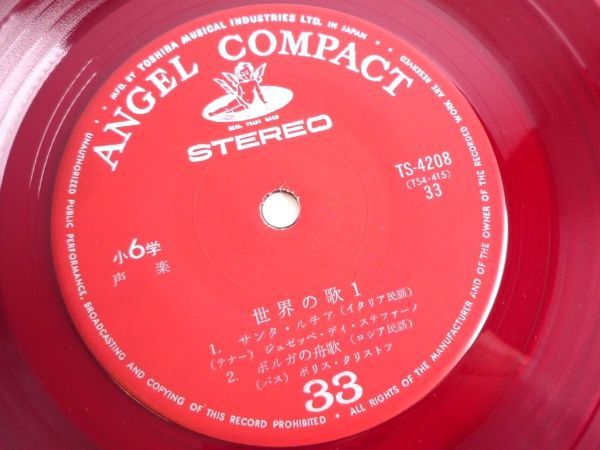 MFD. BY TOSHIBA MUSICAL INDUSTRIES LTD. IN JAPAN
ANGEL COMPACT
STEREO
TS-4208
(TS4-415)
33
小6学
声楽
世界の歌 1
1. サンタ・ルチア (イタリア民謡)
(テナー) ジュゼッペ・ディ・ステファーノ
2. ボルガの舟歌 (ロシア民謡)
(バス) ボリス・クリストフ
33
UNAUTHORIZED PUBLIC PERFORMANCE, BROADCASTING AND COPYING OF THIS RECORD PROHIBITED • ALL RIGHTS OF THE MANUFACTURER AND OF THE OWNER OF THE RECORDED WORK ARE RESERVED